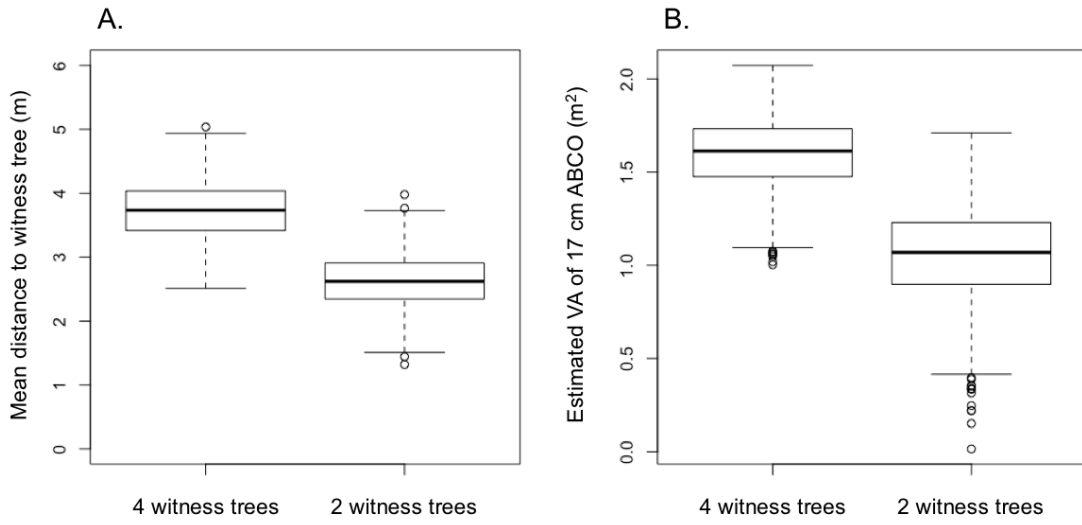 A.
Mean distance to witness tree (m)
6
5
4
3
2
1
0
4 witness trees
2 witness trees
B.
Estimated VA of 17 cm ABCO (m²)
2.0
1.5
1.0
0.5
0.0
4 witness trees
2 witness trees